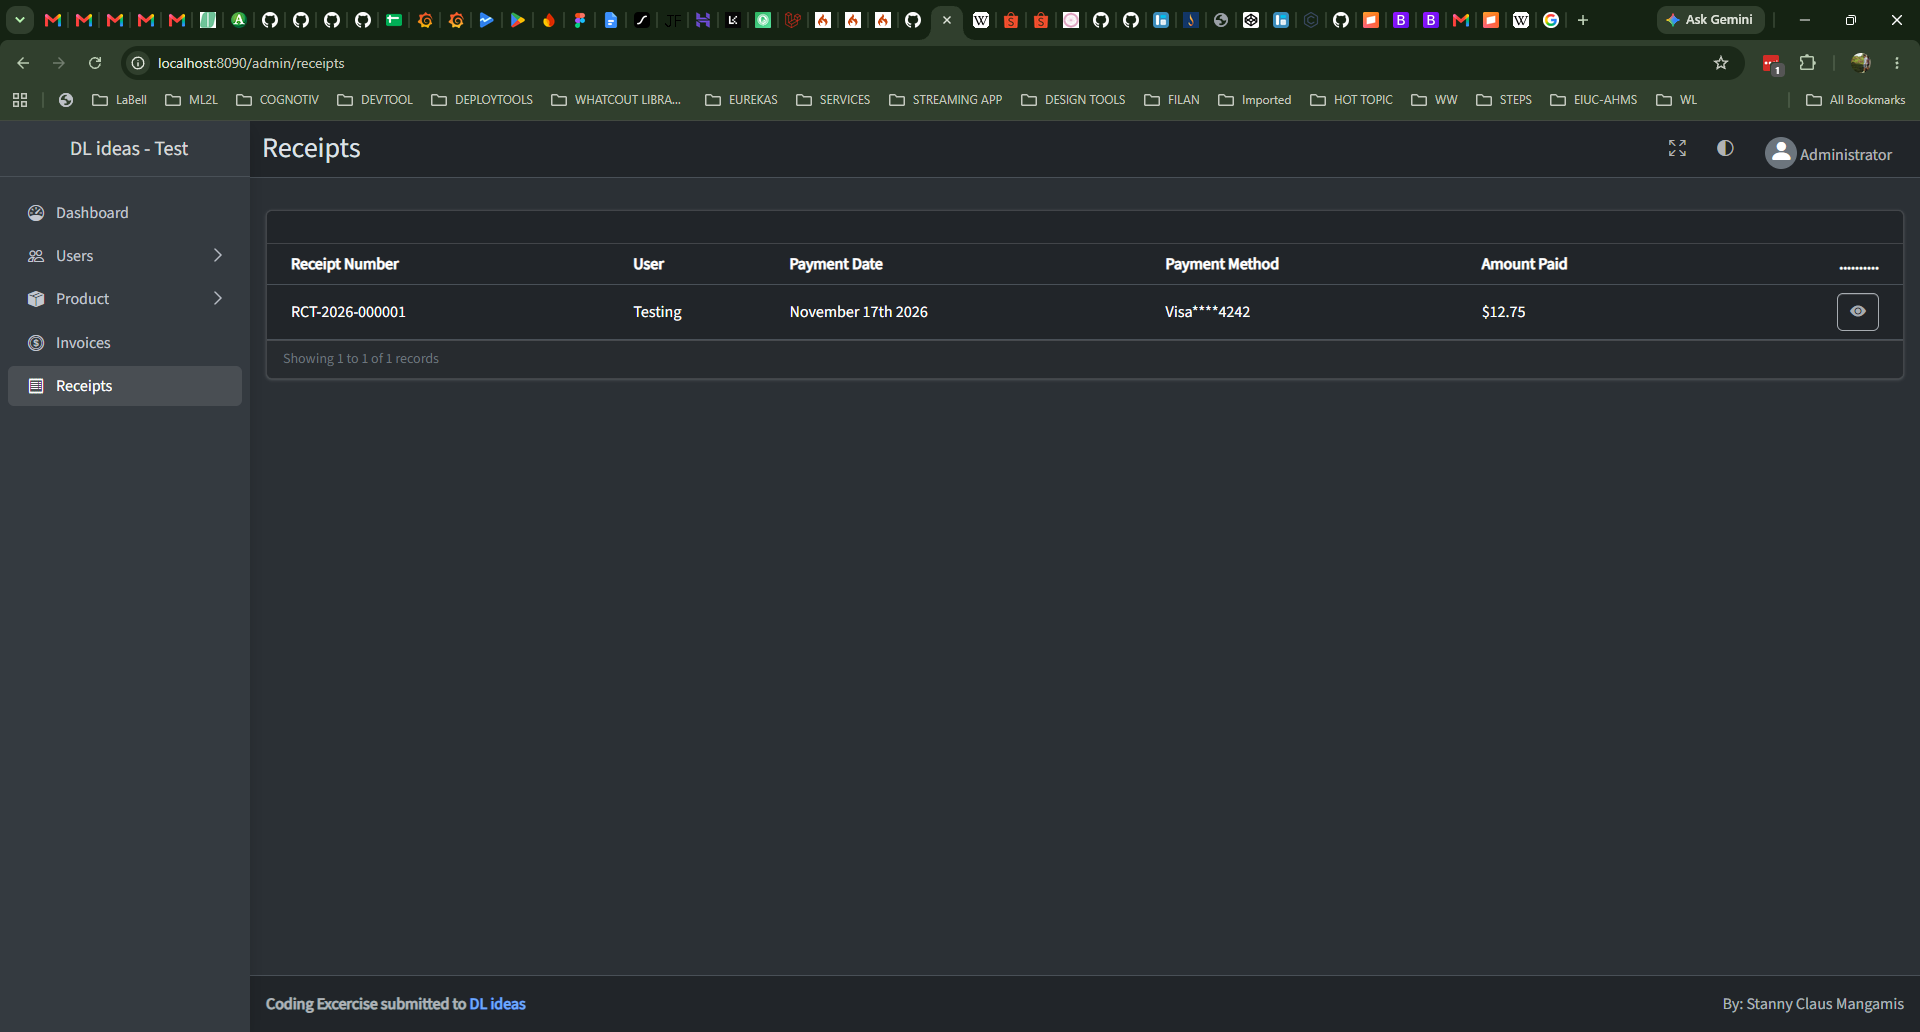 Ask Gemini
localhost:8090/admin/receipts
1
LaBell ML2L COGNOTIV DEVTOOL DEPLOYTOOLS WHATCOUT LIBRA... EUREKAS SERVICES STREAMING APP DESIGN TOOLS FILAN Imported HOT TOPIC WW STEPS EIUC-AHMS WL All Bookmarks
DL ideas - Test
Receipts
Administrator
Dashboard
Users
Product
Invoices
Receipts
Receipt Number User Payment Date Payment Method Amount Paid ..........
RCT-2026-000001 Testing November 17th 2026 Visa****4242 $12.75
Showing 1 to 1 of 1 records
Coding Excercise submitted to DL ideas
By: Stanny Claus Mangamis